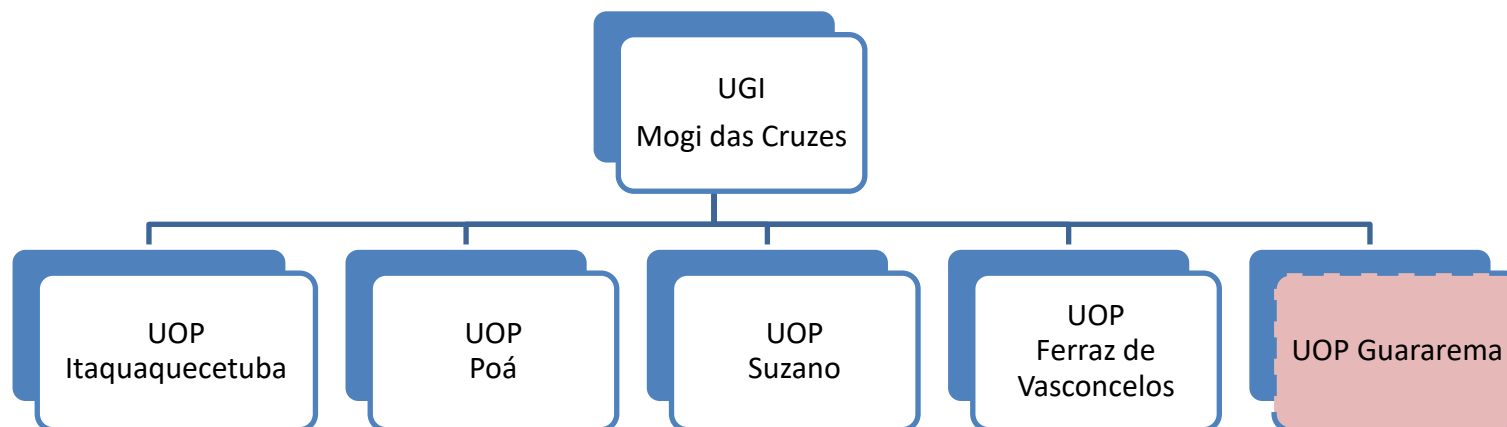 UGI
Mogi das Cruzes
UOP
Itaquaquecetuba
UOP
Poá
UOP
Suzano
UOP
Ferraz de
Vasconcelos
UOP Guararema